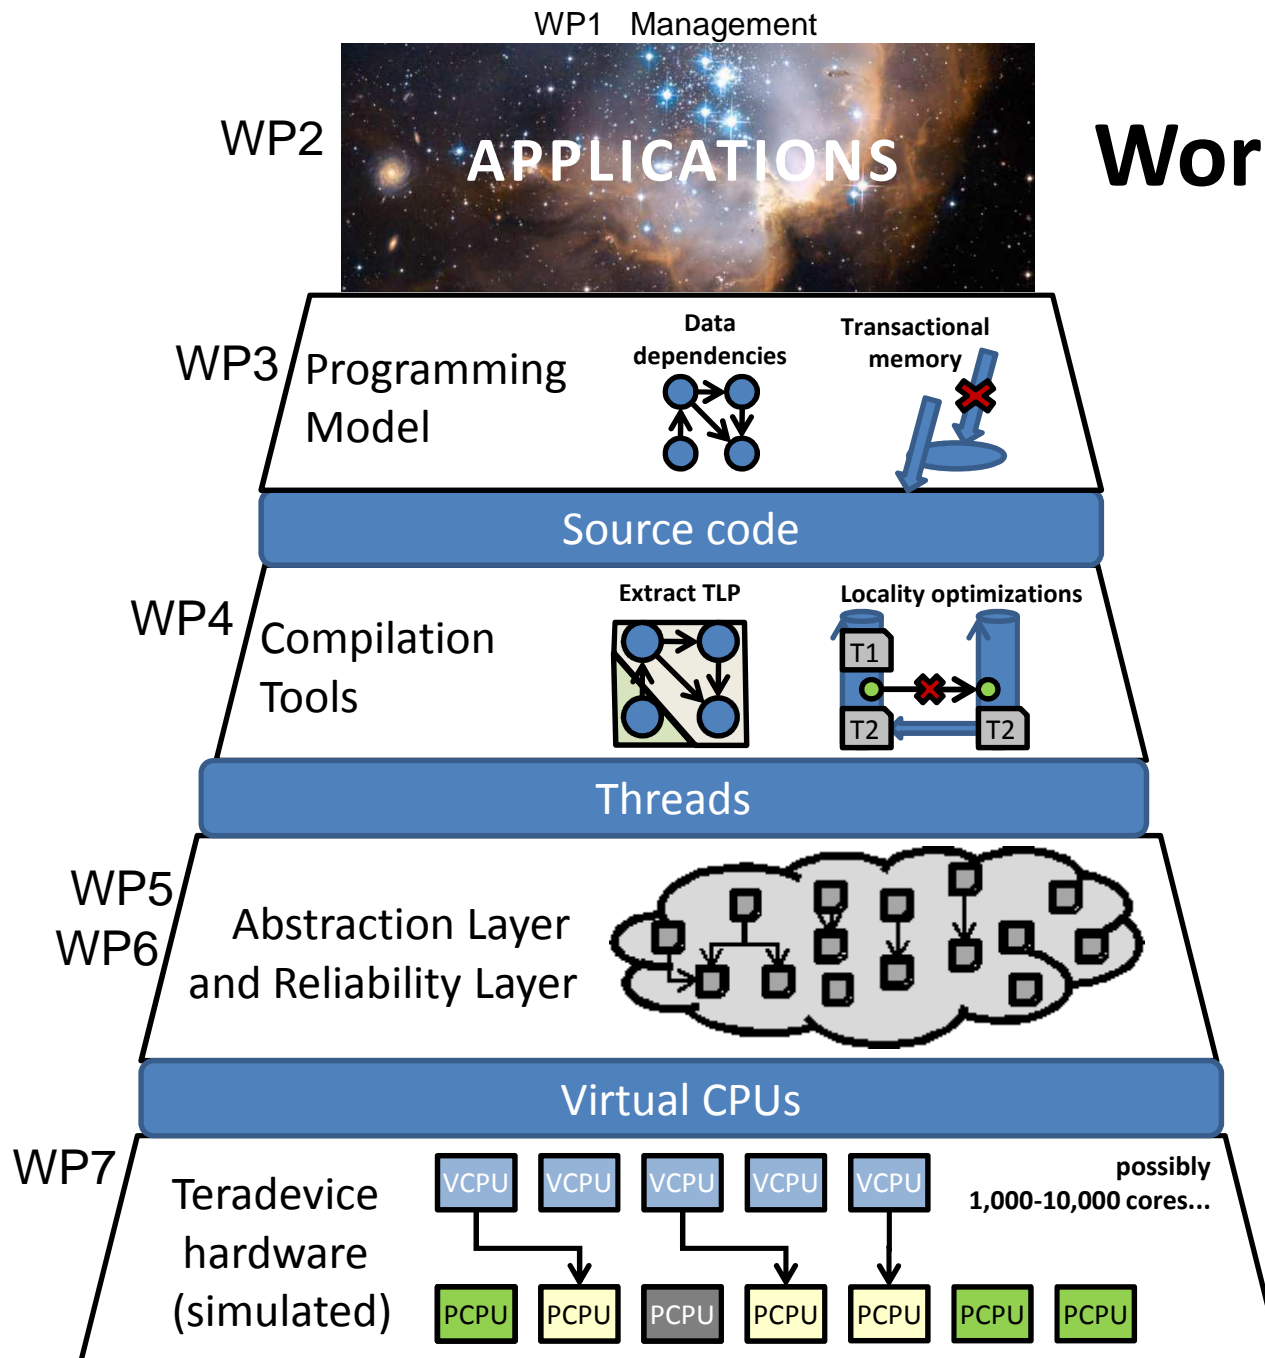 WP1 Management
WP2
APPLICATIONS
Wor
WP3
Programming
Model
Data
dependencies
Transactional
memory
Source code
WP4
Compilation
Tools
Extract TLP
Locality optimizations
T1
T2
T2
Threads
WP5
WP6
Abstraction Layer
and Reliability Layer
Virtual CPUs
WP7
Teradevice
hardware
(simulated)
VCPU VCPU VCPU VCPU VCPU
possibly
1,000-10,000 cores...
PCPU PCPU PCPU PCPU PCPU PCPU PCPU